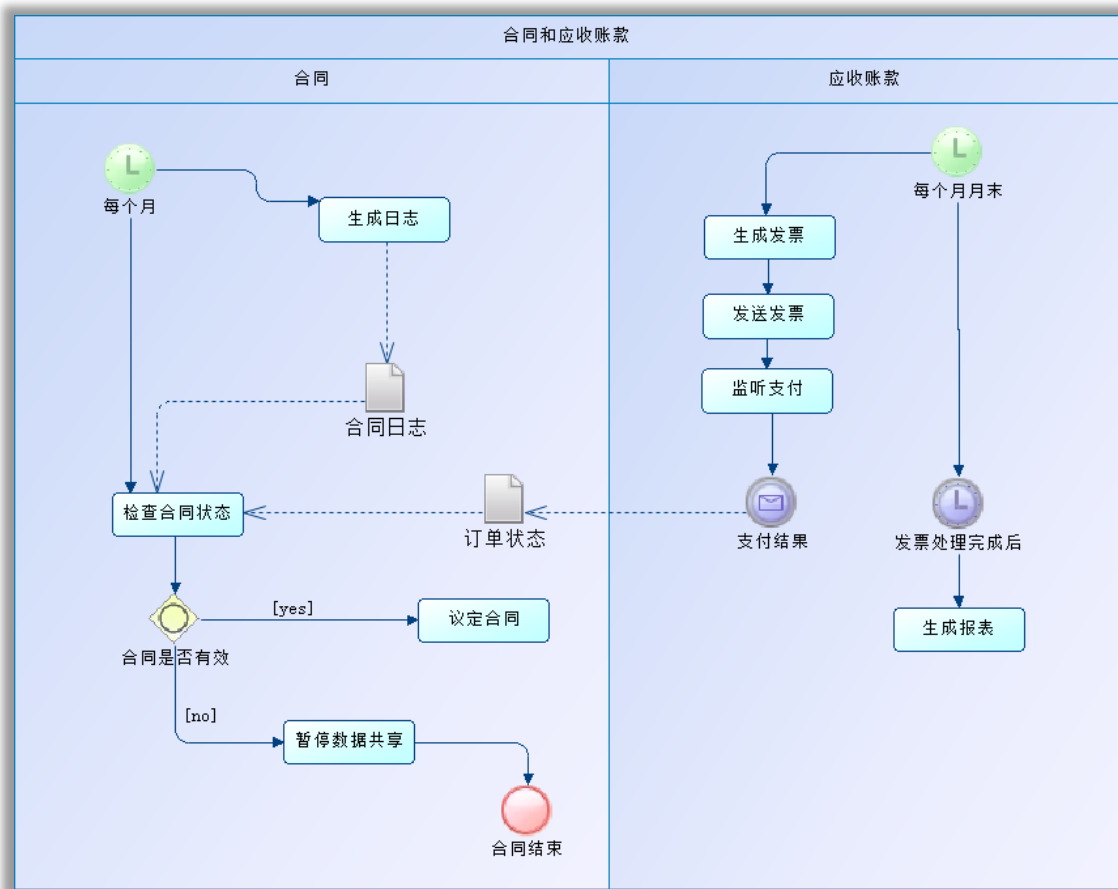 合同和应收账款
合同
应收账款
每个月
生成日志
合同日志
检查合同状态
订单状态
合同是否有效
[yes]
议定合同
[no]
暂停数据共享
合同结束
每个月月末
生成发票
发送发票
监听支付
支付结果
发票处理完成后
生成报表